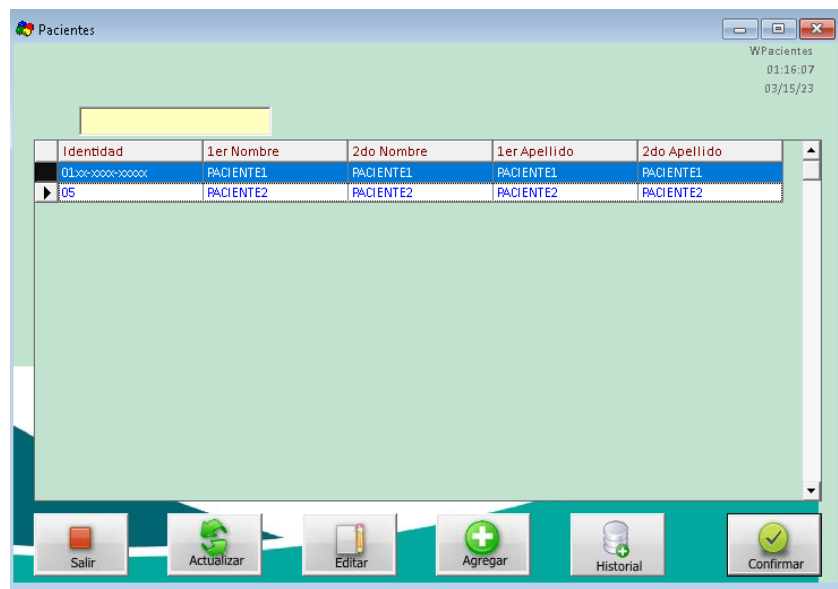 Pacientes
WPacientes
01:16:07
03/15/23
Identidad 1er Nombre 2do Nombre 1er Apellido 2do Apellido
01xx-xxxx-xxxxx PACIENTE1 PACIENTE1 PACIENTE1 PACIENTE1
05 PACIENTE2 PACIENTE2 PACIENTE2 PACIENTE2
Salir Actualizar Editar Agregar Historial Confirmar